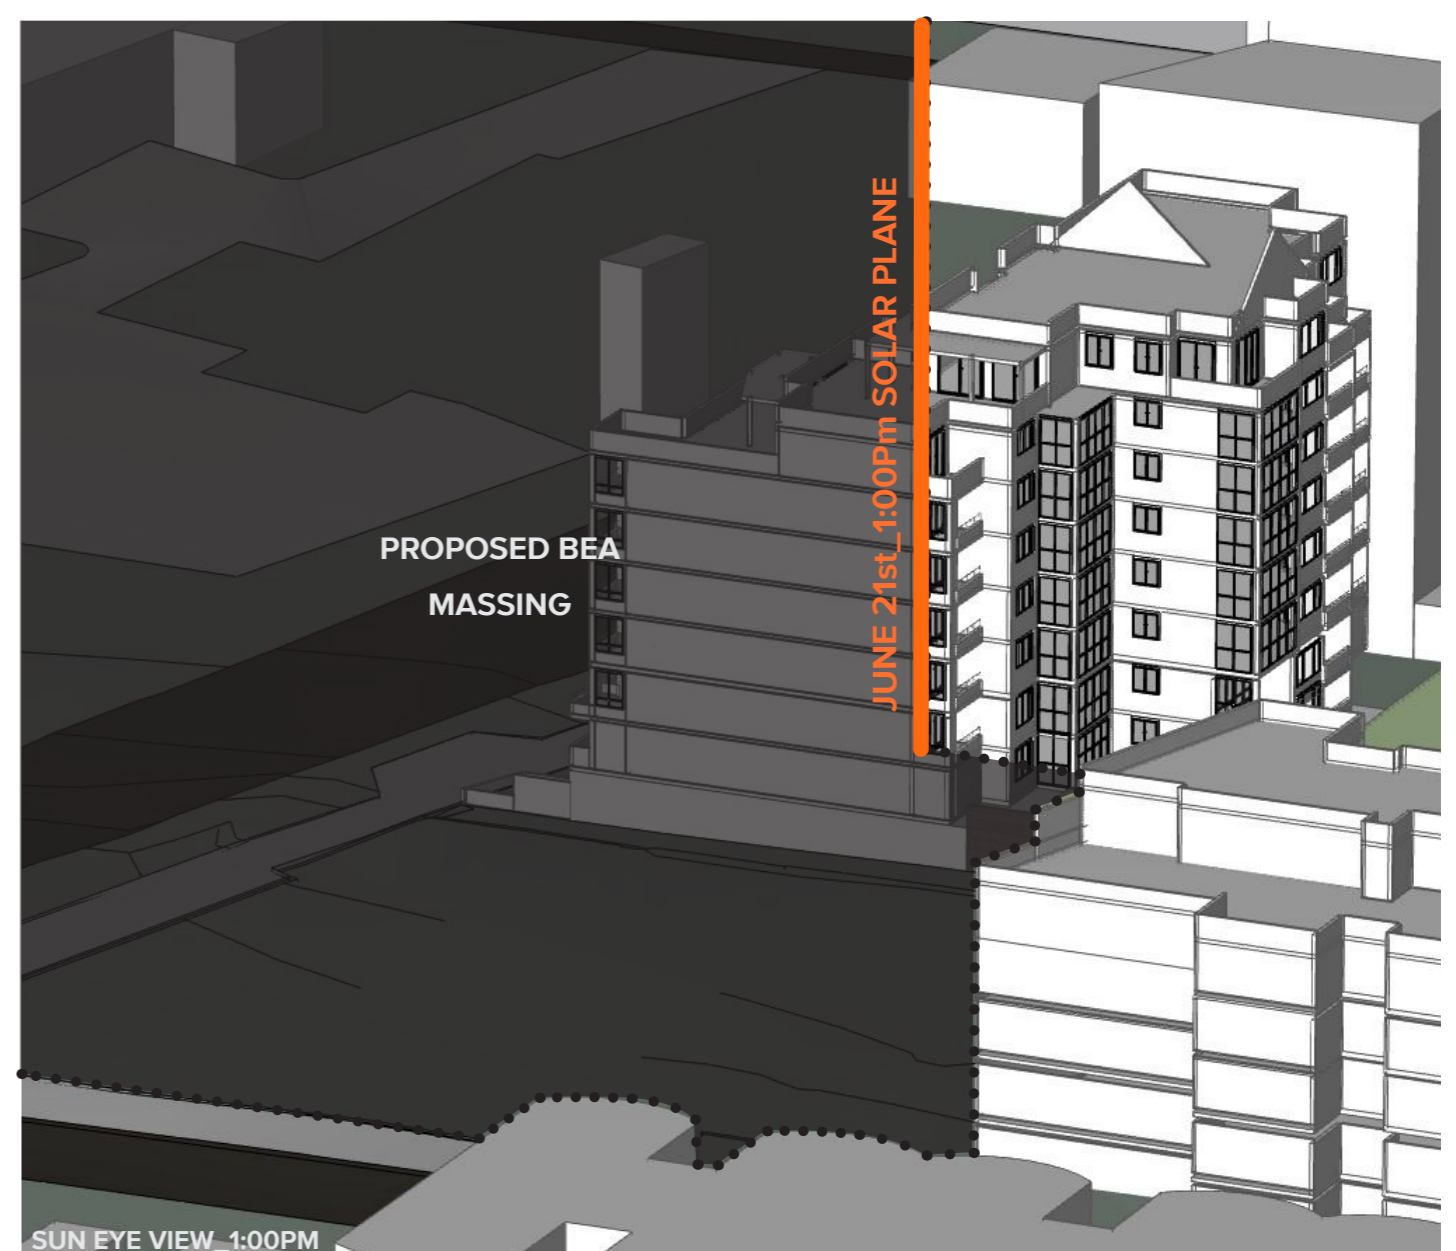 JUNE 21st_1:00Pm SOLAR PLANE
PROPOSED BEA
MASSING
SUN EYE VIEW_1:00PM